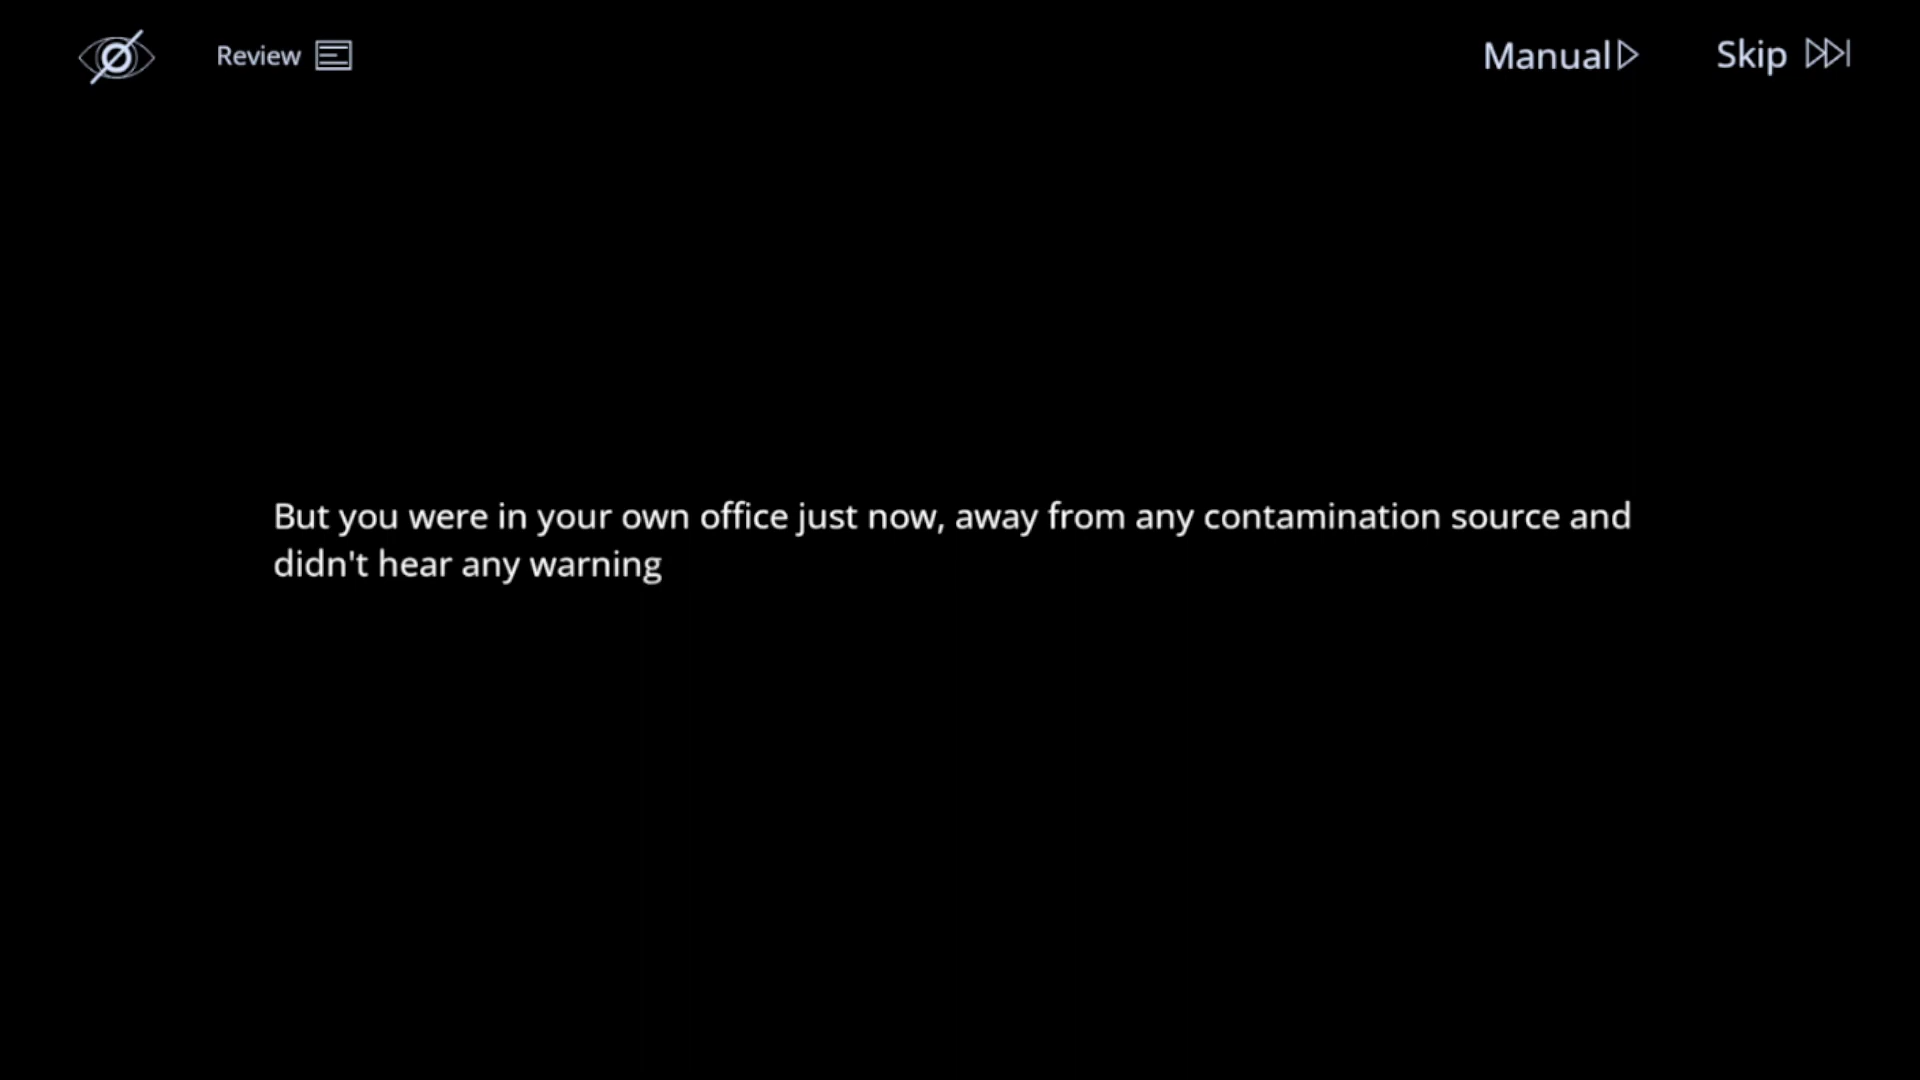 Review
Manual
Skip
But you were in your own office just now, away from any contamination source and
didn't hear any warning